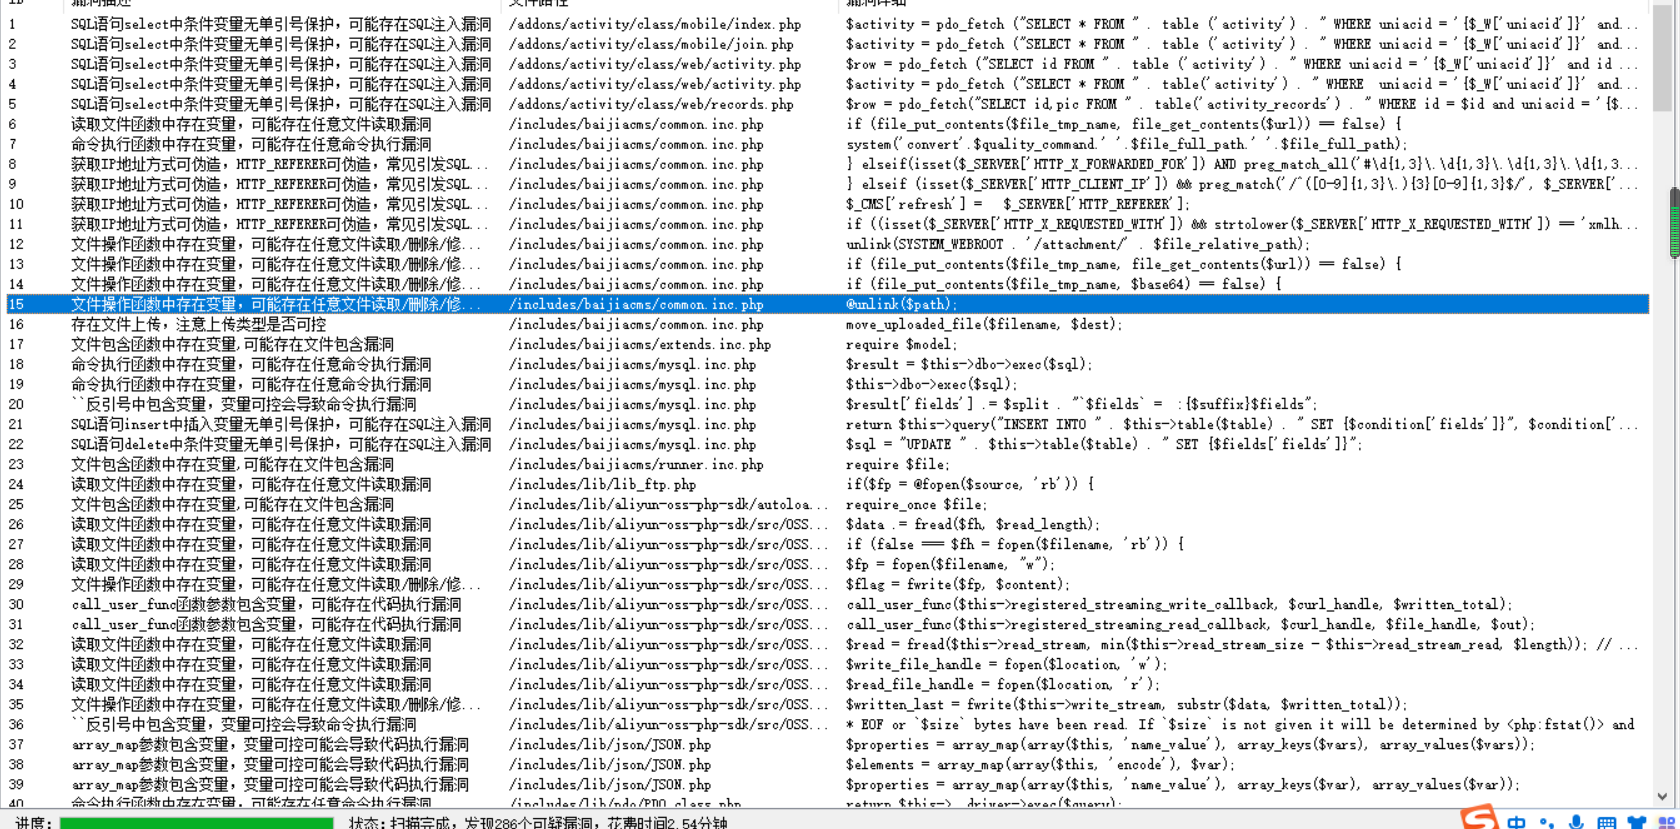 ID 漏洞描述 文件路径 漏洞详细
1 SQL语句select中条件变量无单引号保护，可能存在SQL注入漏洞 /addons/activity/class/mobile/index.php $activity = pdo_fetch ("SELECT * FROM " . table ('activity') . " WHERE uniacid = '{$_W['uniacid']}' and...
2 SQL语句select中条件变量无单引号保护，可能存在SQL注入漏洞 /addons/activity/class/mobile/join.php $activity = pdo_fetch ("SELECT * FROM " . table ('activity') . " WHERE uniacid = '{$_W['uniacid']}' and...
3 SQL语句select中条件变量无单引号保护，可能存在SQL注入漏洞 /addons/activity/class/web/activity.php $row = pdo_fetch ("SELECT id FROM " . table ('activity') . " WHERE uniacid = '{$_W['uniacid']}' and id ...
4 SQL语句select中条件变量无单引号保护，可能存在SQL注入漏洞 /addons/activity/class/web/activity.php $activity = pdo_fetch ("SELECT * FROM " . table('activity') . " WHERE  uniacid = '{$_W['uniacid']}' and...
5 SQL语句select中条件变量无单引号保护，可能存在SQL注入漏洞 /addons/activity/class/web/records.php $row = pdo_fetch("SELECT id,pic FROM " . table('activity_records') . " WHERE id = $id and uniacid = '{$...
6 读取文件函数中存在变量，可能存在任意文件读取漏洞 /includes/baijiacms/common.inc.php if (file_put_contents($file_tmp_name, file_get_contents($url)) == false) {
7 命令执行函数中存在变量，可能存在任意命令执行漏洞 /includes/baijiacms/common.inc.php system('convert'.$quality_command.' '.$file_full_path.' '.$file_full_path);
8 获取IP地址方式可伪造，HTTP_REFERER可伪造，常见引发SQL... /includes/baijiacms/common.inc.php } elseif(isset($_SERVER['HTTP_X_FORWARDED_FOR']) AND preg_match_all('#\d{1,3}\.\d{1,3}\.\d{1,3}\.\d{1,3...
9 获取IP地址方式可伪造，HTTP_REFERER可伪造，常见引发SQL... /includes/baijiacms/common.inc.php } elseif (isset($_SERVER['HTTP_CLIENT_IP']) && preg_match('/^([0-9]{1,3}\.){3}[0-9]{1,3}$/', $_SERVER['...
10 获取IP地址方式可伪造，HTTP_REFERER可伪造，常见引发SQL... /includes/baijiacms/common.inc.php $_CMS['refresh'] =  $_SERVER['HTTP_REFERER'];
11 获取IP地址方式可伪造，HTTP_REFERER可伪造，常见引发SQL... /includes/baijiacms/common.inc.php if ((isset($_SERVER['HTTP_X_REQUESTED_WITH']) && strtolower($_SERVER['HTTP_X_REQUESTED_WITH']) == 'xmlh...
12 文件操作函数中存在变量，可能存在任意文件读取/删除/修... /includes/baijiacms/common.inc.php unlink(SYSTEM_WEBROOT . '/attachment/' . $file_relative_path);
13 文件操作函数中存在变量，可能存在任意文件读取/删除/修... /includes/baijiacms/common.inc.php if (file_put_contents($file_tmp_name, file_get_contents($url)) == false) {
14 文件操作函数中存在变量，可能存在任意文件读取/删除/修... /includes/baijiacms/common.inc.php if (file_put_contents($file_tmp_name, $base64) == false) {
15 文件操作函数中存在变量，可能存在任意文件读取/删除/修... /includes/baijiacms/common.inc.php @unlink($path);
16 存在文件上传，注意上传类型是否可控 /includes/baijiacms/common.inc.php move_uploaded_file($filename, $dest);
17 文件包含函数中存在变量,可能存在文件包含漏洞 /includes/baijiacms/extends.inc.php require $model;
18 命令执行函数中存在变量，可能存在任意命令执行漏洞 /includes/baijiacms/mysql.inc.php $result = $this->dbo->exec($sql);
19 命令执行函数中存在变量，可能存在任意命令执行漏洞 /includes/baijiacms/mysql.inc.php $this->dbo->exec($sql);
20 ``反引号中包含变量，变量可控会导致命令执行漏洞 /includes/baijiacms/mysql.inc.php $result['fields'] .= $split . "`$fields` =  :{$suffix}$fields";
21 SQL语句insert中插入变量无单引号保护，可能存在SQL注入漏洞 /includes/baijiacms/mysql.inc.php return $this->query("INSERT INTO " . $this->table($table) . " SET {$condition['fields']}", $condition['...
22 SQL语句delete中条件变量无单引号保护，可能存在SQL注入漏洞 /includes/baijiacms/mysql.inc.php $sql = "UPDATE " . $this->table($table) . " SET {$fields['fields']}";
23 文件包含函数中存在变量,可能存在文件包含漏洞 /includes/baijiacms/runner.inc.php require $file;
24 读取文件函数中存在变量，可能存在任意文件读取漏洞 /includes/lib/lib_ftp.php if($fp = @fopen($source, 'rb')) {
25 文件包含函数中存在变量,可能存在文件包含漏洞 /includes/lib/aliyun-oss-php-sdk/autoloa... require_once $file;
26 读取文件函数中存在变量，可能存在任意文件读取漏洞 /includes/lib/aliyun-oss-php-sdk/src/OSS... $data .= fread($fh, $read_length);
27 读取文件函数中存在变量，可能存在任意文件读取漏洞 /includes/lib/aliyun-oss-php-sdk/src/OSS... if (false === $fh = fopen($filename, 'rb')) {
28 读取文件函数中存在变量，可能存在任意文件读取漏洞 /includes/lib/aliyun-oss-php-sdk/src/OSS... $fp = fopen($filename, "w");
29 文件操作函数中存在变量，可能存在任意文件读取/删除/修... /includes/lib/aliyun-oss-php-sdk/src/OSS... $flag = fwrite($fp, $content);
30 call_user_func函数参数包含变量，可能存在代码执行漏洞 /includes/lib/aliyun-oss-php-sdk/src/OSS... call_user_func($this->registered_streaming_write_callback, $curl_handle, $written_total);
31 call_user_func函数参数包含变量，可能存在代码执行漏洞 /includes/lib/aliyun-oss-php-sdk/src/OSS... call_user_func($this->registered_streaming_read_callback, $curl_handle, $file_handle, $out);
32 读取文件函数中存在变量，可能存在任意文件读取漏洞 /includes/lib/aliyun-oss-php-sdk/src/OSS... $read = fread($this->read_stream, min($this->read_stream_size - $this->read_stream_read, $length)); // ...
33 读取文件函数中存在变量，可能存在任意文件读取漏洞 /includes/lib/aliyun-oss-php-sdk/src/OSS... $write_file_handle = fopen($location, 'w');
34 读取文件函数中存在变量，可能存在任意文件读取漏洞 /includes/lib/aliyun-oss-php-sdk/src/OSS... $read_file_handle = fopen($location, 'r');
35 文件操作函数中存在变量，可能存在任意文件读取/删除/修... /includes/lib/aliyun-oss-php-sdk/src/OSS... $written_last = fwrite($this->write_stream, substr($data, $written_total));
36 ``反引号中包含变量，变量可控会导致命令执行漏洞 /includes/lib/aliyun-oss-php-sdk/src/OSS... * EOF or `$size` bytes have been read. If `$size` is not given it will be determined by <php:fstat()> and
37 array_map参数包含变量，变量可控可能会导致代码执行漏洞 /includes/lib/json/JSON.php $properties = array_map(array($this, 'name_value'), array_keys($vars), array_values($vars));
38 array_map参数包含变量，变量可控可能会导致代码执行漏洞 /includes/lib/json/JSON.php $elements = array_map(array($this, 'encode'), $var);
39 array_map参数包含变量，变量可控可能会导致代码执行漏洞 /includes/lib/json/JSON.php $properties = array_map(array($this, 'name_value'), array_keys($var), array_values($var));
40 命令执行函数中存在变量，可能存在任意命令执行漏洞 /includes/lib/pdo/PDO.class.php return $this->__driver->exec($query);
进度： 状态：扫描完成，发现286个可疑漏洞，花费时间2.54分钟 中